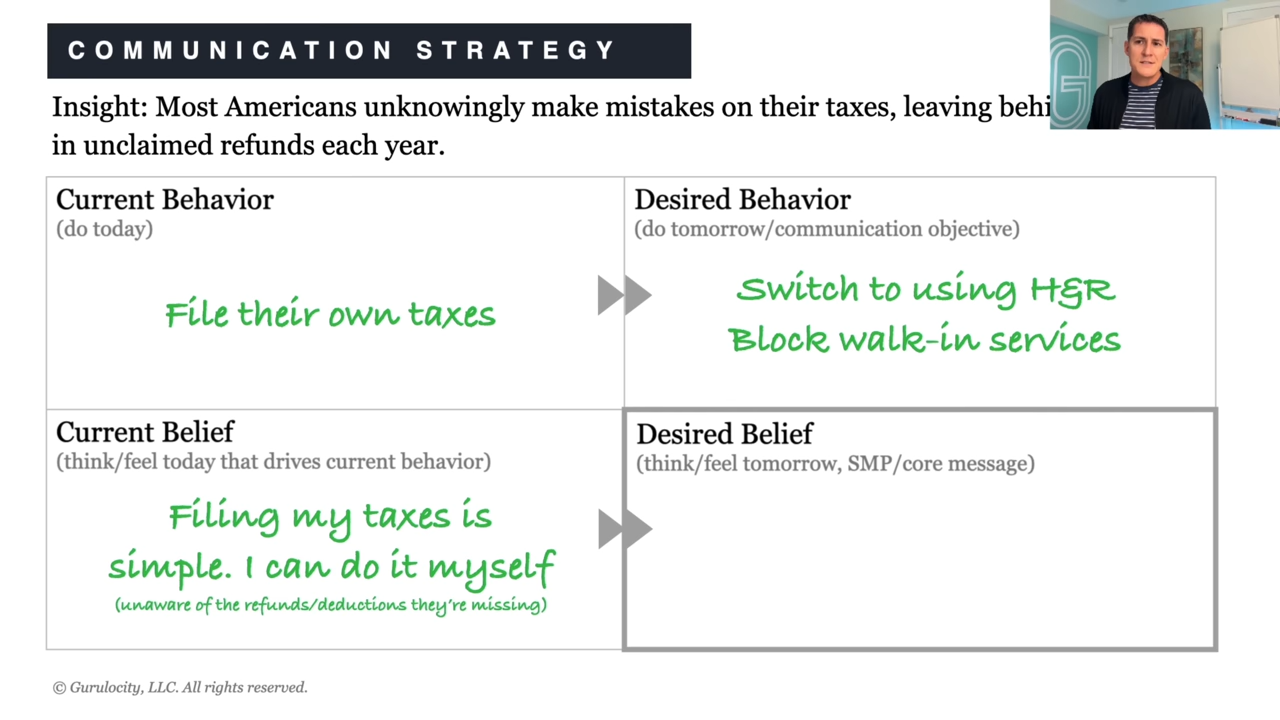 COMMUNICATION STRATEGY
Insight: Most Americans unknowingly make mistakes on their taxes, leaving
in unclaimed refunds each year.
Current Behavior
(do today)
File their own taxes
Desired Behavior
(do tomorrow/communication objective)
Switch to using H&R
Block walk-in services
Current Belief
(think/feel today that drives current behavior)
Filing my taxes is
simple. I can do it myself
(unaware of the refunds/deductions they're missing)
Desired Belief
(think/feel tomorrow, SMP/core message)
© Gurulocity, LLC. All rights reserved.
G